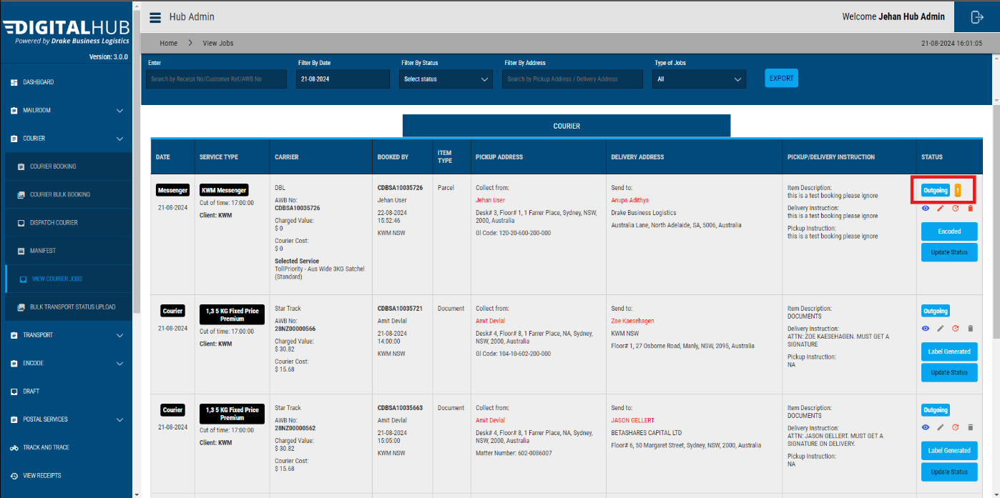 DIGITALHUB
Powered by Drake Business Logistics
Version: 3.0.0
DASHBOARD
MAILROOM
COURIER
COURIER BOOKING
COURIER BULK BOOKING
DISPATCH COURIER
MANIFEST
VIEW COURIER JOBS
BULK TRANSPORT STATUS UPLOAD
TRANSPORT
ENCODE
DRAFT
POSTAL SERVICES
TRACK AND TRACE
VIEW RECEIPTS
Hub Admin
Welcome Jehan Hub Admin
Home > View Jobs
21-08-2024 16:01:05
Enter
Search by Receipt No/Customer Ref/AWB No
Filter By Date
21-08-2024
Filter By Status
Select status
Filter By Address
Search by Pickup Address / Delivery Address
Type of Jobs
All
EXPORT
COURIER
DATE SERVICE TYPE CARRIER BOOKED BY ITEM TYPE PICKUP ADDRESS DELIVERY ADDRESS PICKUP/DELIVERY INSTRUCTION STATUS
Messenger
21-08-2024
KWM Messenger
Cut of time: 17:00:00
Client: KWM
DBL
AWB No:
CDBSA10035726
Charged Value:
$ 0
Courier Cost:
$ 0
Selected Service
TollPriority - Aus Wide 3KG Satchel
(Standard)
CDBSA10035726
Jehan User
22-08-2024
15:52:46
KWM NSW
Parcel
Collect from:
Jehan User
Desk# 3, Floor# 1, 1 Farrer Place, Sydney, NSW,
2000, Australia
Gl Code: 120-20-600-200-000
Send to:
Anupa Adithya
Drake Business Logistics
Australia Lane, North Adelaide, SA, 5006, Australia
Item Description:
this is a test booking please ignore
Delivery Instruction:
this is a test booking please ignore
Pickup Instruction:
this is a test booking please ignore
Outgoing !
Encoded
Update Status
Courier
21-08-2024
1,3 5 KG Fixed Price
Premium
Cut of time: 17:00:00
Client: KWM
Star Track
AWB No:
28NZ00000566
Charged Value:
$ 30.82
Courier Cost:
$ 15.68
CDBSA10035721
Amit Devlal
21-08-2024
14:00:00
KWM NSW
Document
Collect from:
Amit Devlal
Desk# 4, Floor# 8, 1 Farrer Place, NA, Sydney,
NSW, 2000, Australia
Gl Code: 104-10-602-200-000
Send to:
Zoe Kaesehagen
KWM NSW
Floor# 1, 27 Osborne Road, Manly, NSW, 2095, Australia
Item Description:
DOCUMENTS
Delivery Instruction:
ATTN: ZOE KAESEHAGEN. MUST GET A
SIGNATURE
Pickup Instruction:
NA
Outgoing
Label Generated
Update Status
Courier
21-08-2024
1,3 5 KG Fixed Price
Premium
Cut of time: 17:00:00
Client: KWM
Star Track
AWB No:
28NZ00000562
Charged Value:
$ 30.82
Courier Cost:
$ 15.68
CDBSA10035663
Amit Devlal
21-08-2024
15:05:00
KWM NSW
Document
Collect from:
Amit Devlal
Desk# 4, Floor# 8, 1 Farrer Place, NA, Sydney,
NSW, 2000, Australia
Matter Number: 602-0086007
Send to:
JASON GELLERT
BETASHARES CAPITAL LTD
Floor# 6, 50 Margaret Street, Sydney, NSW, 2000, Australia
Item Description:
DOCUMENTS
Delivery Instruction:
ATTN: JASON GELLERT. MUST GET A
SIGNATURE ON DELIVERY.
Pickup Instruction:
NA
Outgoing
Label Generated
Update Status